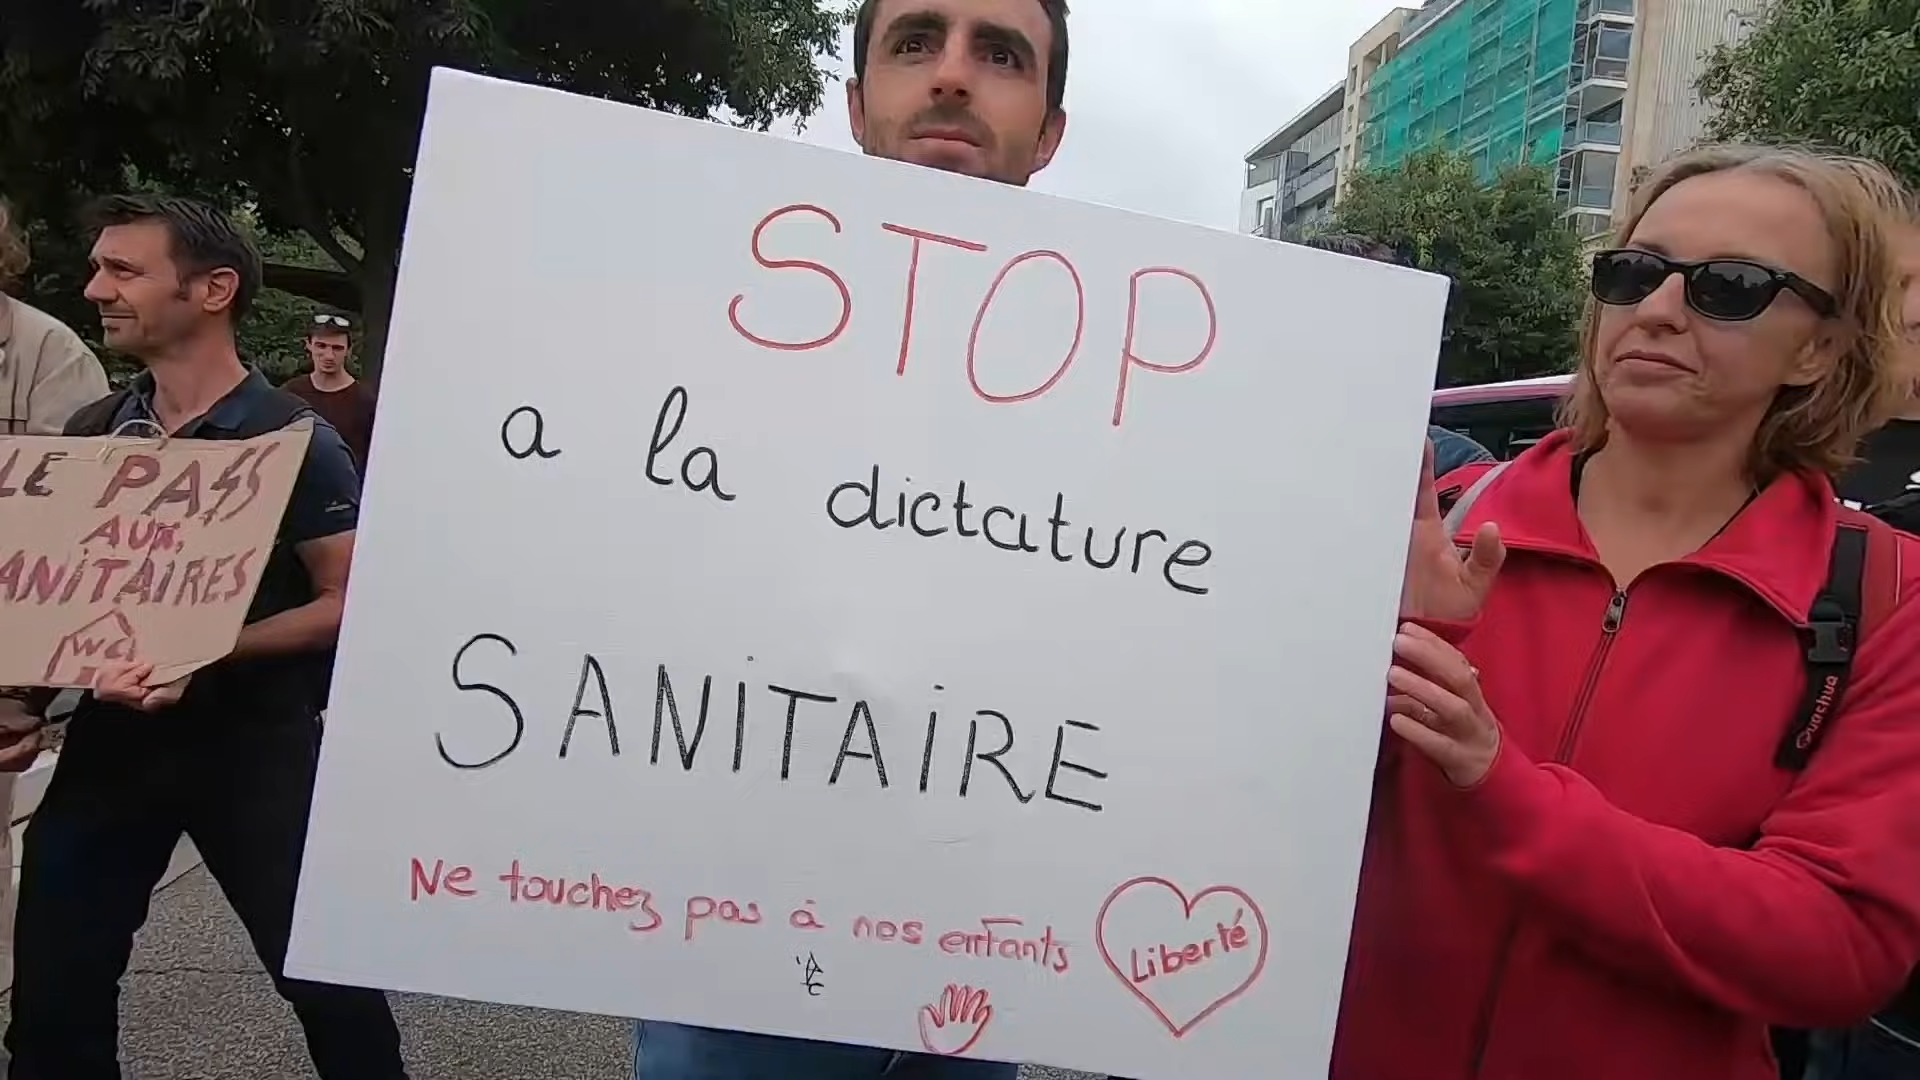 STOP
a la dictature
SANiTAiRE
Ne touchez pas à nos enfants
Liberté
LE PASS
AUX
ANiTAiRES
WC
Quechua